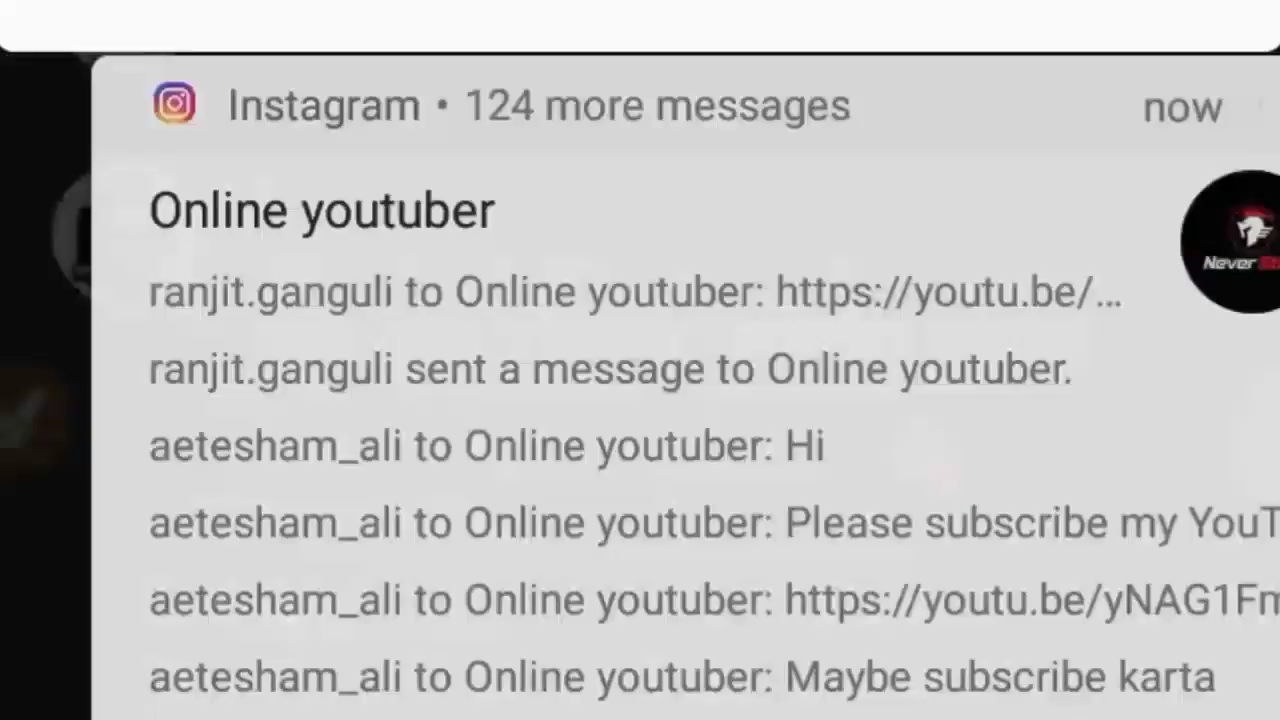 Instagram • 124 more messages now
Online youtuber
Never
ranjit.ganguli to Online youtuber: https://youtu.be/...
ranjit.ganguli sent a message to Online youtuber.
aetesham_ali to Online youtuber: Hi
aetesham_ali to Online youtuber: Please subscribe my YouT
aetesham_ali to Online youtuber: https://youtu.be/yNAG1Fm
aetesham_ali to Online youtuber: Maybe subscribe karta